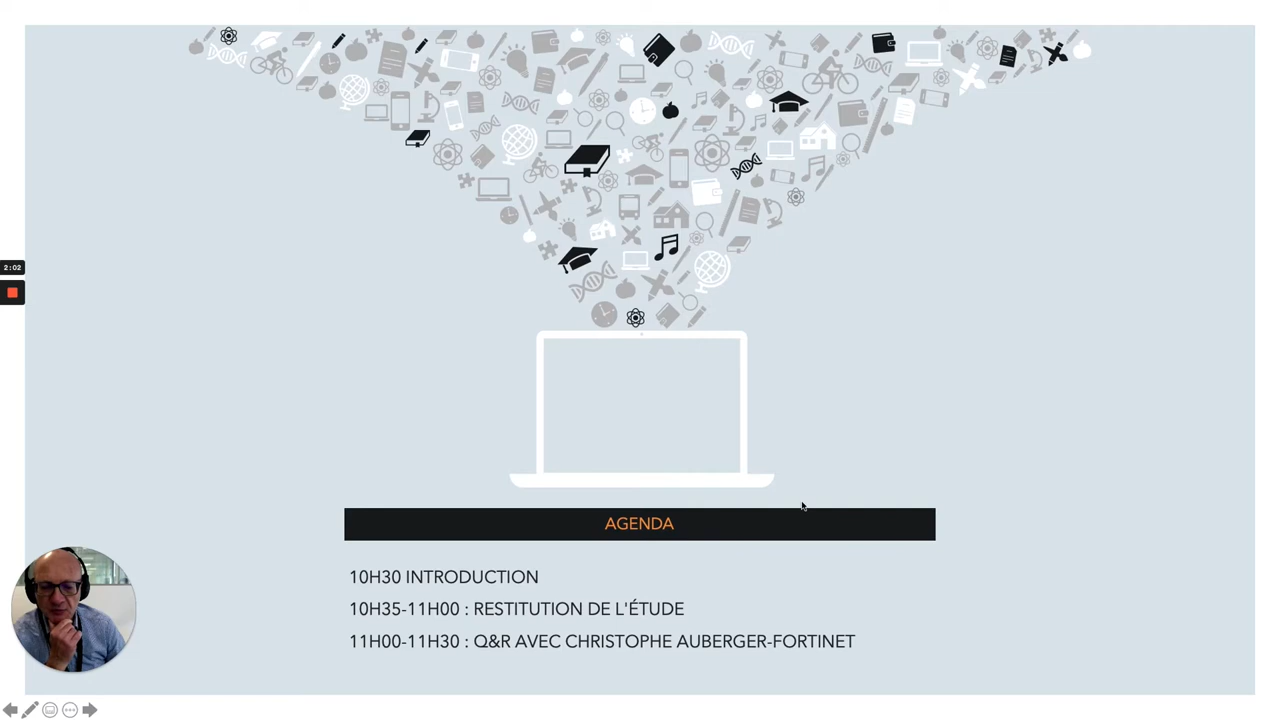 2:02
AGENDA
10H30 INTRODUCTION
10H35-11H00 : RESTITUTION DE L'ÉTUDE
11H00-11H30 : Q&R AVEC CHRISTOPHE AUBERGER-FORTINET